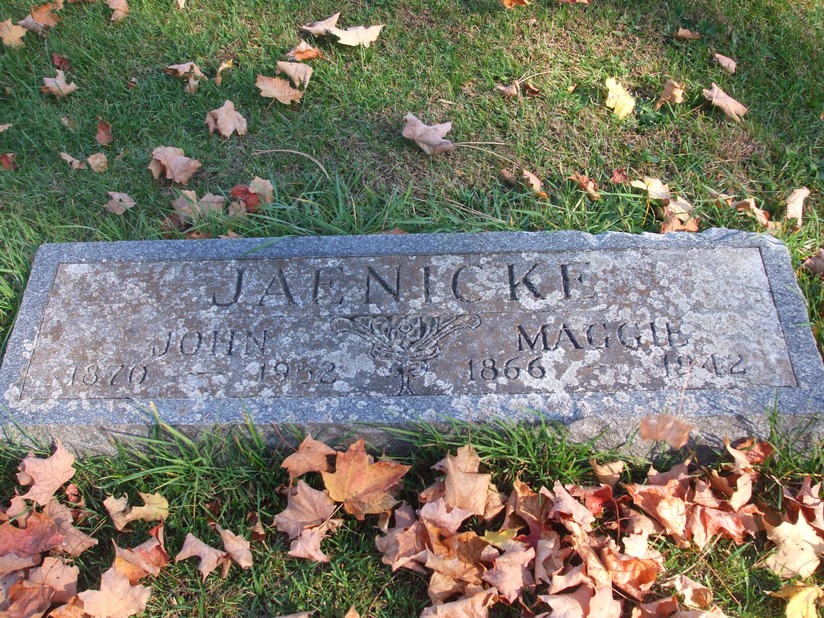 JAENICKE
JOHN MAGGIE
1870 — 1952 1866 — 1942